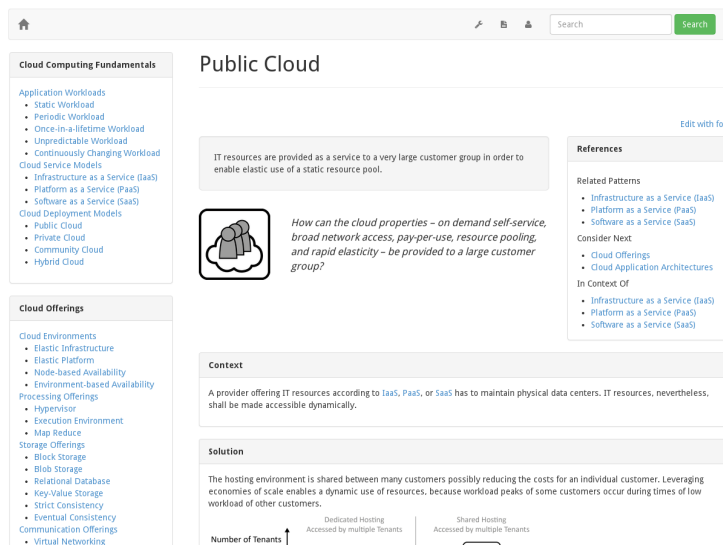 Search
Search
Cloud Computing Fundamentals
Application Workloads
Static Workload
Periodic Workload
Once-in-a-lifetime Workload
Unpredictable Workload
Continuously Changing Workload
Cloud Service Models
Infrastructure as a Service (IaaS)
Platform as a Service (PaaS)
Software as a Service (SaaS)
Cloud Deployment Models
Public Cloud
Private Cloud
Community Cloud
Hybrid Cloud
Cloud Offerings
Cloud Environments
Elastic Infrastructure
Elastic Platform
Node-based Availability
Environment-based Availability
Processing Offerings
Hypervisor
Execution Environment
Map Reduce
Storage Offerings
Block Storage
Blob Storage
Relational Database
Key-Value Storage
Strict Consistency
Eventual Consistency
Communication Offerings
Virtual Networking
Public Cloud
Edit with fo
IT resources are provided as a service to a very large customer group in order to
enable elastic use of a static resource pool.
How can the cloud properties – on demand self-service,
broad network access, pay-per-use, resource pooling,
and rapid elasticity – be provided to a large customer
group?
References
Related Patterns
Infrastructure as a Service (IaaS)
Platform as a Service (PaaS)
Software as a Service (SaaS)
Consider Next
Cloud Offerings
Cloud Application Architectures
In Context Of
Infrastructure as a Service (IaaS)
Platform as a Service (PaaS)
Software as a Service (SaaS)
Context
A provider offering IT resources according to IaaS, PaaS, or SaaS has to maintain physical data centers. IT resources, nevertheless,
shall be made accessible dynamically.
Solution
The hosting environment is shared between many customers possibly reducing the costs for an individual customer. Leveraging
economies of scale enables a dynamic use of resources, because workload peaks of some customers occur during times of low
workload of other customers.
Dedicated Hosting
Accessed by multiple Tenants
Shared Hosting
Accessed by multiple Tenants
Number of Tenants